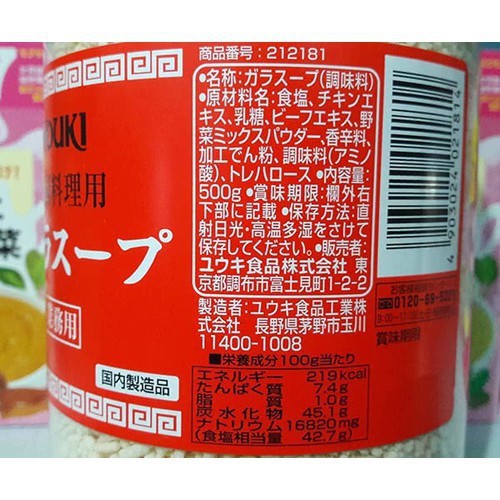 商品番号:212181
OUKI
料理用
スープ
務用
国内製造品
●名称:ガラスープ(調味料)
●原材料名:食塩、チキンエ
キス、乳糖、ビーフエキス、野
菜ミックスパウダー、香辛料、
加工でん粉、調味料(アミノ
酸)、トレハロース●内容量:
500g●賞味期限:欄外右
下部に記載●保存方法:直
射日光・高温多湿をさけて
保存してください。●販売者:
ユウキ食品株式会社 東
京都調布市富士見町1-2-2
製造者:ユウキ食品工業株
式会社 長野県茅野市玉川
11400-1008
■栄養成分100g当たり
エネルギー 219kcal
たんぱく質 7.4g
脂質 1.0g
炭水化物 45.1g
ナトリウム 16820mg
(食塩相当量 42.7g)
4903024021814
0120-69-5
賞味期限
菜